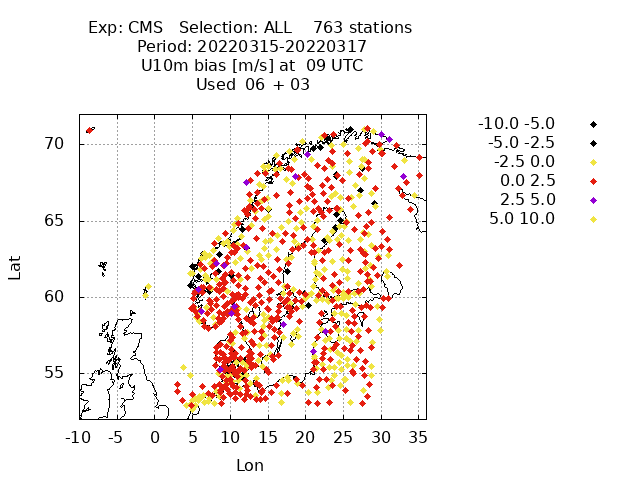 Exp: CMS Selection: ALL 763 stations
Period: 20220315-20220317
U10m bias [m/s] at 09 UTC
Used 06 + 03
-10.0 -5.0
-5.0 -2.5
-2.5 0.0
0.0 2.5
2.5 5.0
5.0 10.0
70
65
60
55
Lat
-10 -5 0 5 10 15 20 25 30 35
Lon